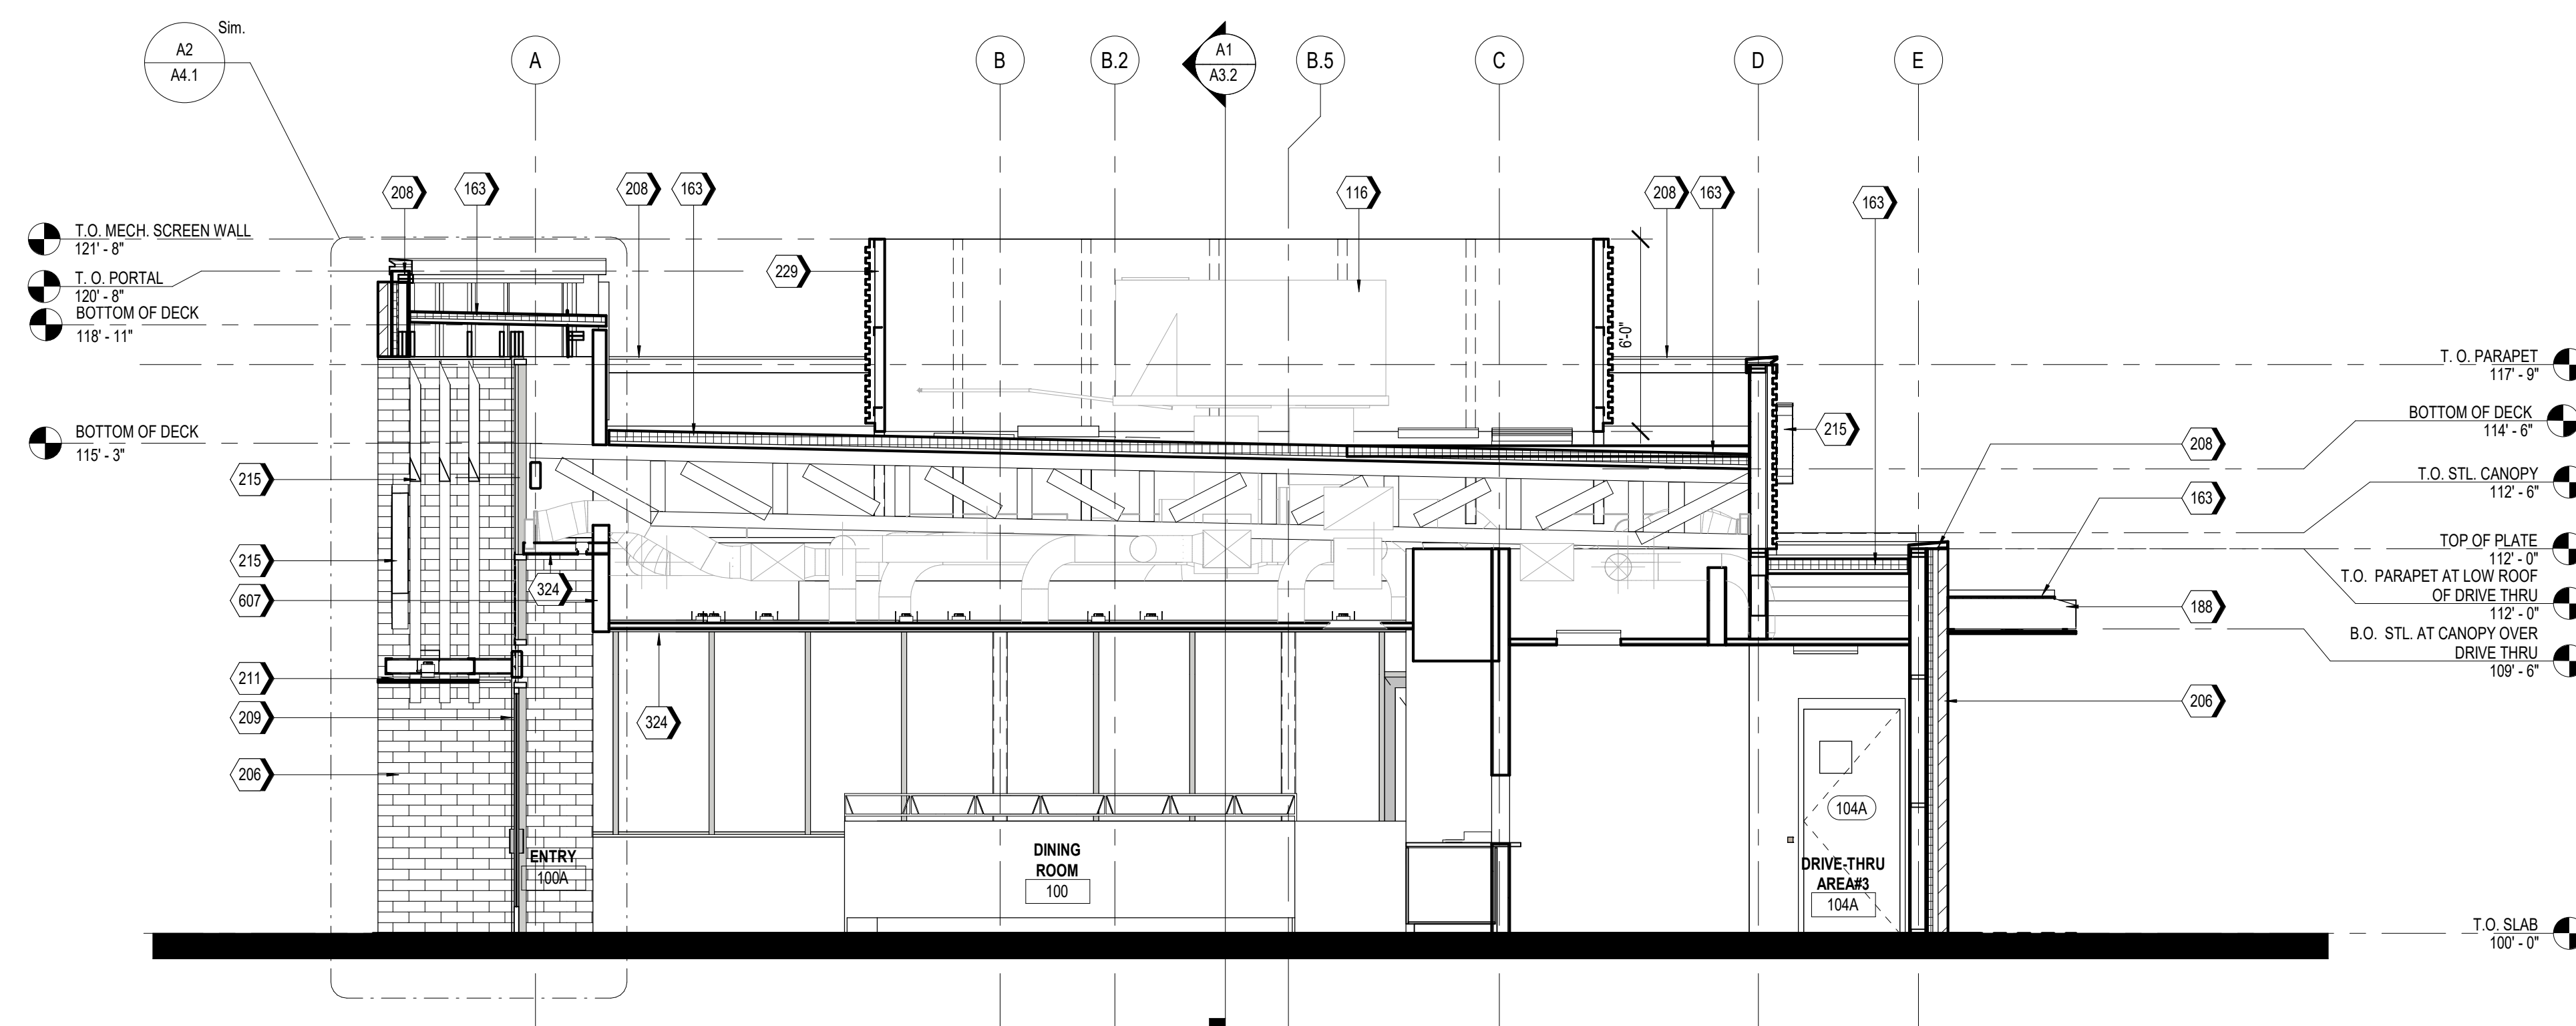 Sim.
A2
A4.1
A
B
B.2
A1
A3.2
B.5
C
D
E
208
163
208
163
116
208
163
163
T.O. MECH. SCREEN WALL
121' - 8"
T. O. PORTAL
120' - 8"
BOTTOM OF DECK
118' - 11"
229
6'-0"
T. O. PARAPET
117' - 9"
BOTTOM OF DECK
114' - 6"
BOTTOM OF DECK
115' - 3"
215
208
215
T.O. STL. CANOPY
112' - 6"
163
TOP OF PLATE
112' - 0"
215
324
607
T.O. PARAPET AT LOW ROOF
OF DRIVE THRU
112' - 0"
188
B.O. STL. AT CANOPY OVER
DRIVE THRU
109' - 6"
211
209
324
206
206
104A
ENTRY
100A
DINING
ROOM
100
DRIVE-THRU
AREA#3
104A
T.O. SLAB
100' - 0"